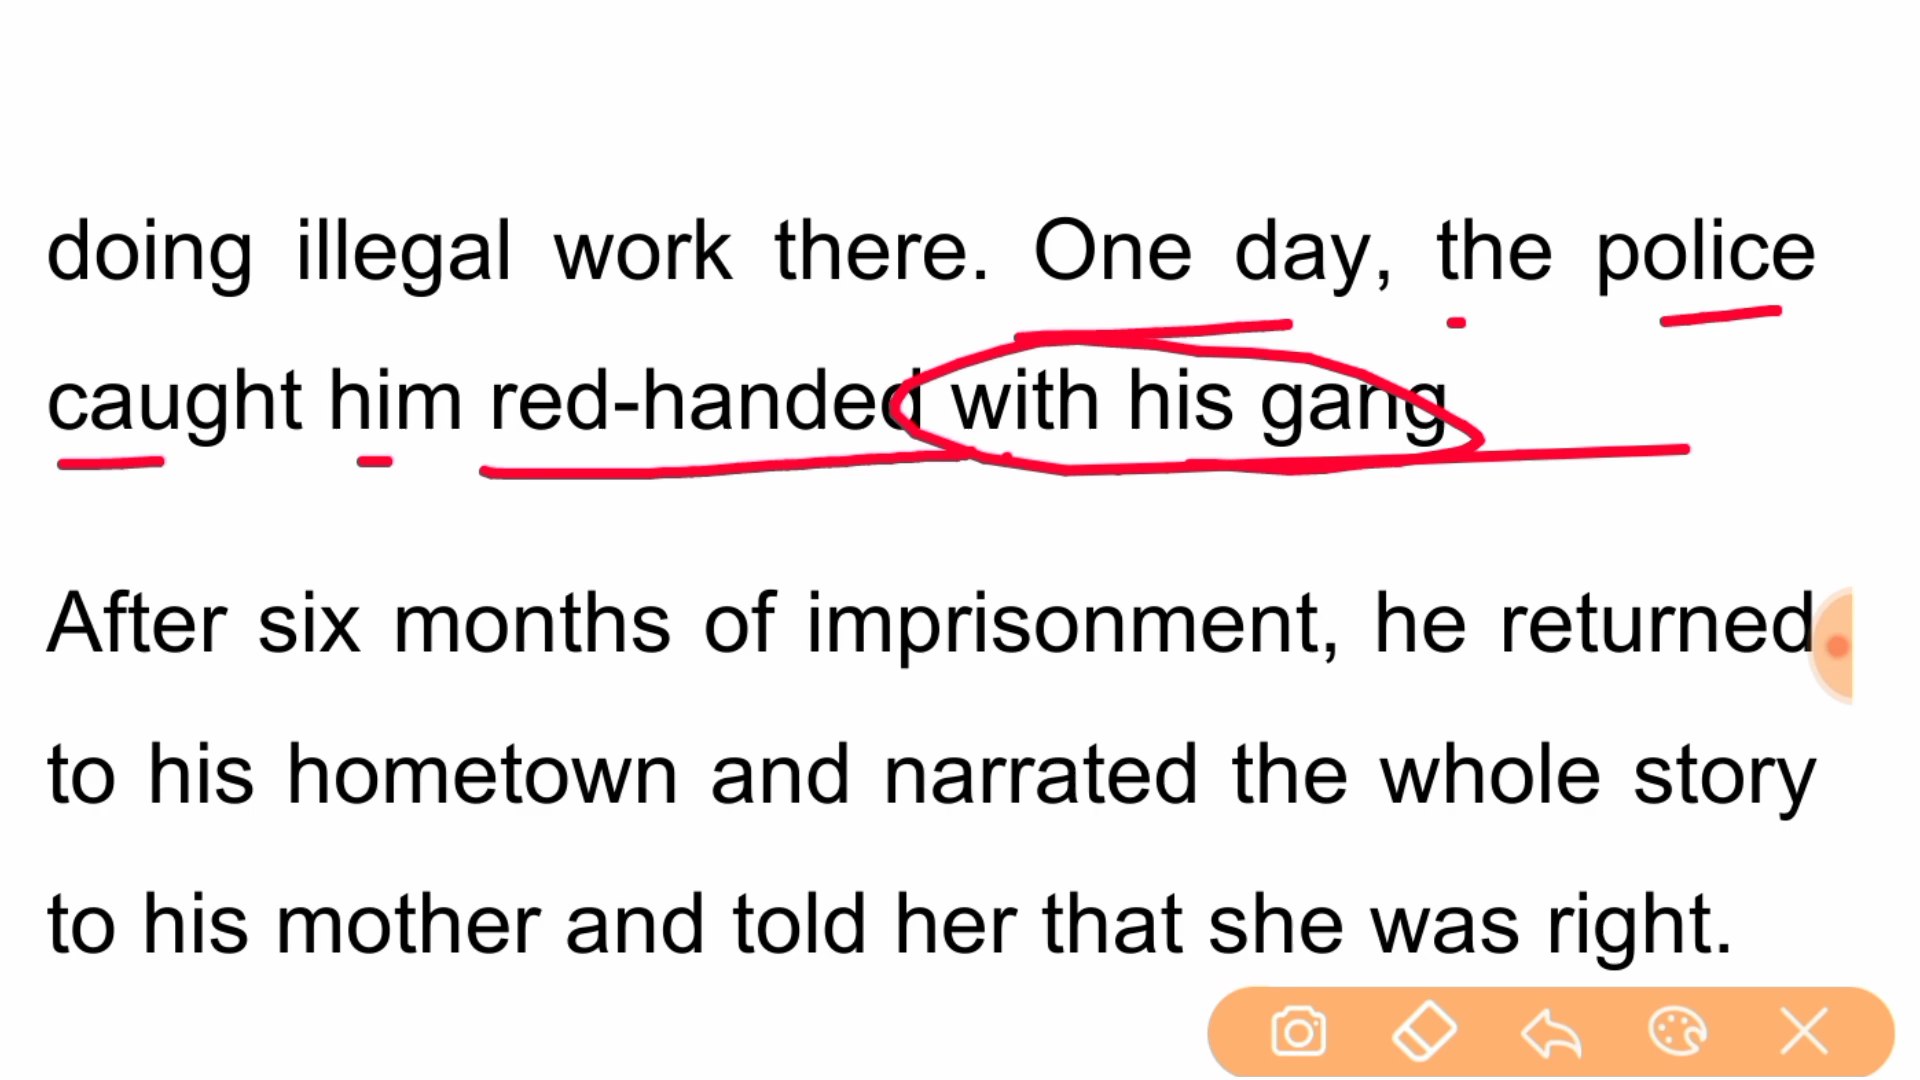 doing illegal work there. One day, the police
caught him red-handed with his gang
After six months of imprisonment, he returned
to his hometown and narrated the whole story
to his mother and told her that she was right.